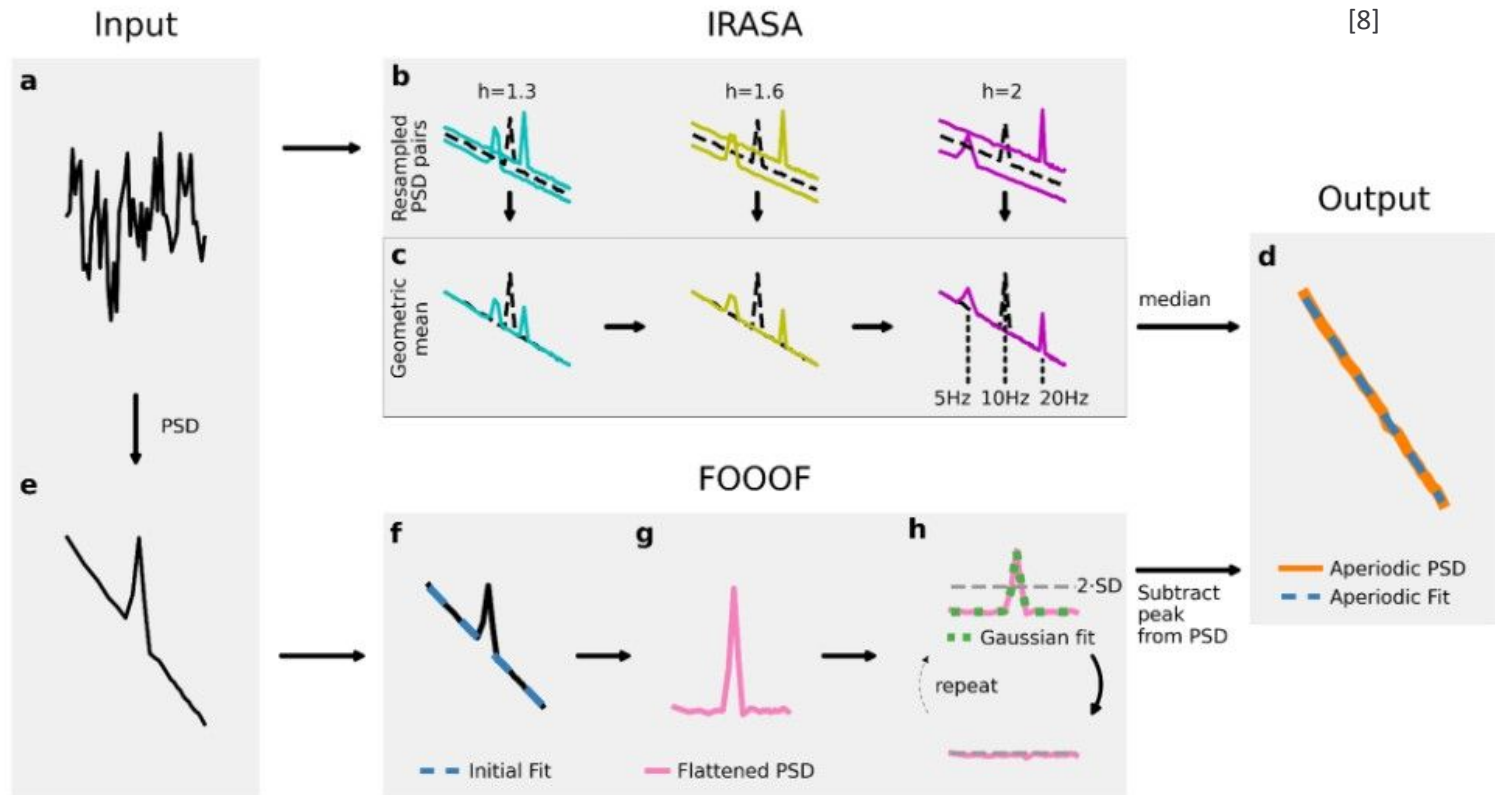 Input
IRASA
[8]
a
b
h=1.3
h=1.6
h=2
Resampled
PSD pairs
Output
c
Geometric
mean
5Hz
10Hz
20Hz
median
d
PSD
FOOOF
e
f
g
h
2·SD
Gaussian fit
repeat
Subtract
peak
from PSD
Aperiodic PSD
Aperiodic Fit
Initial Fit
Flattened PSD